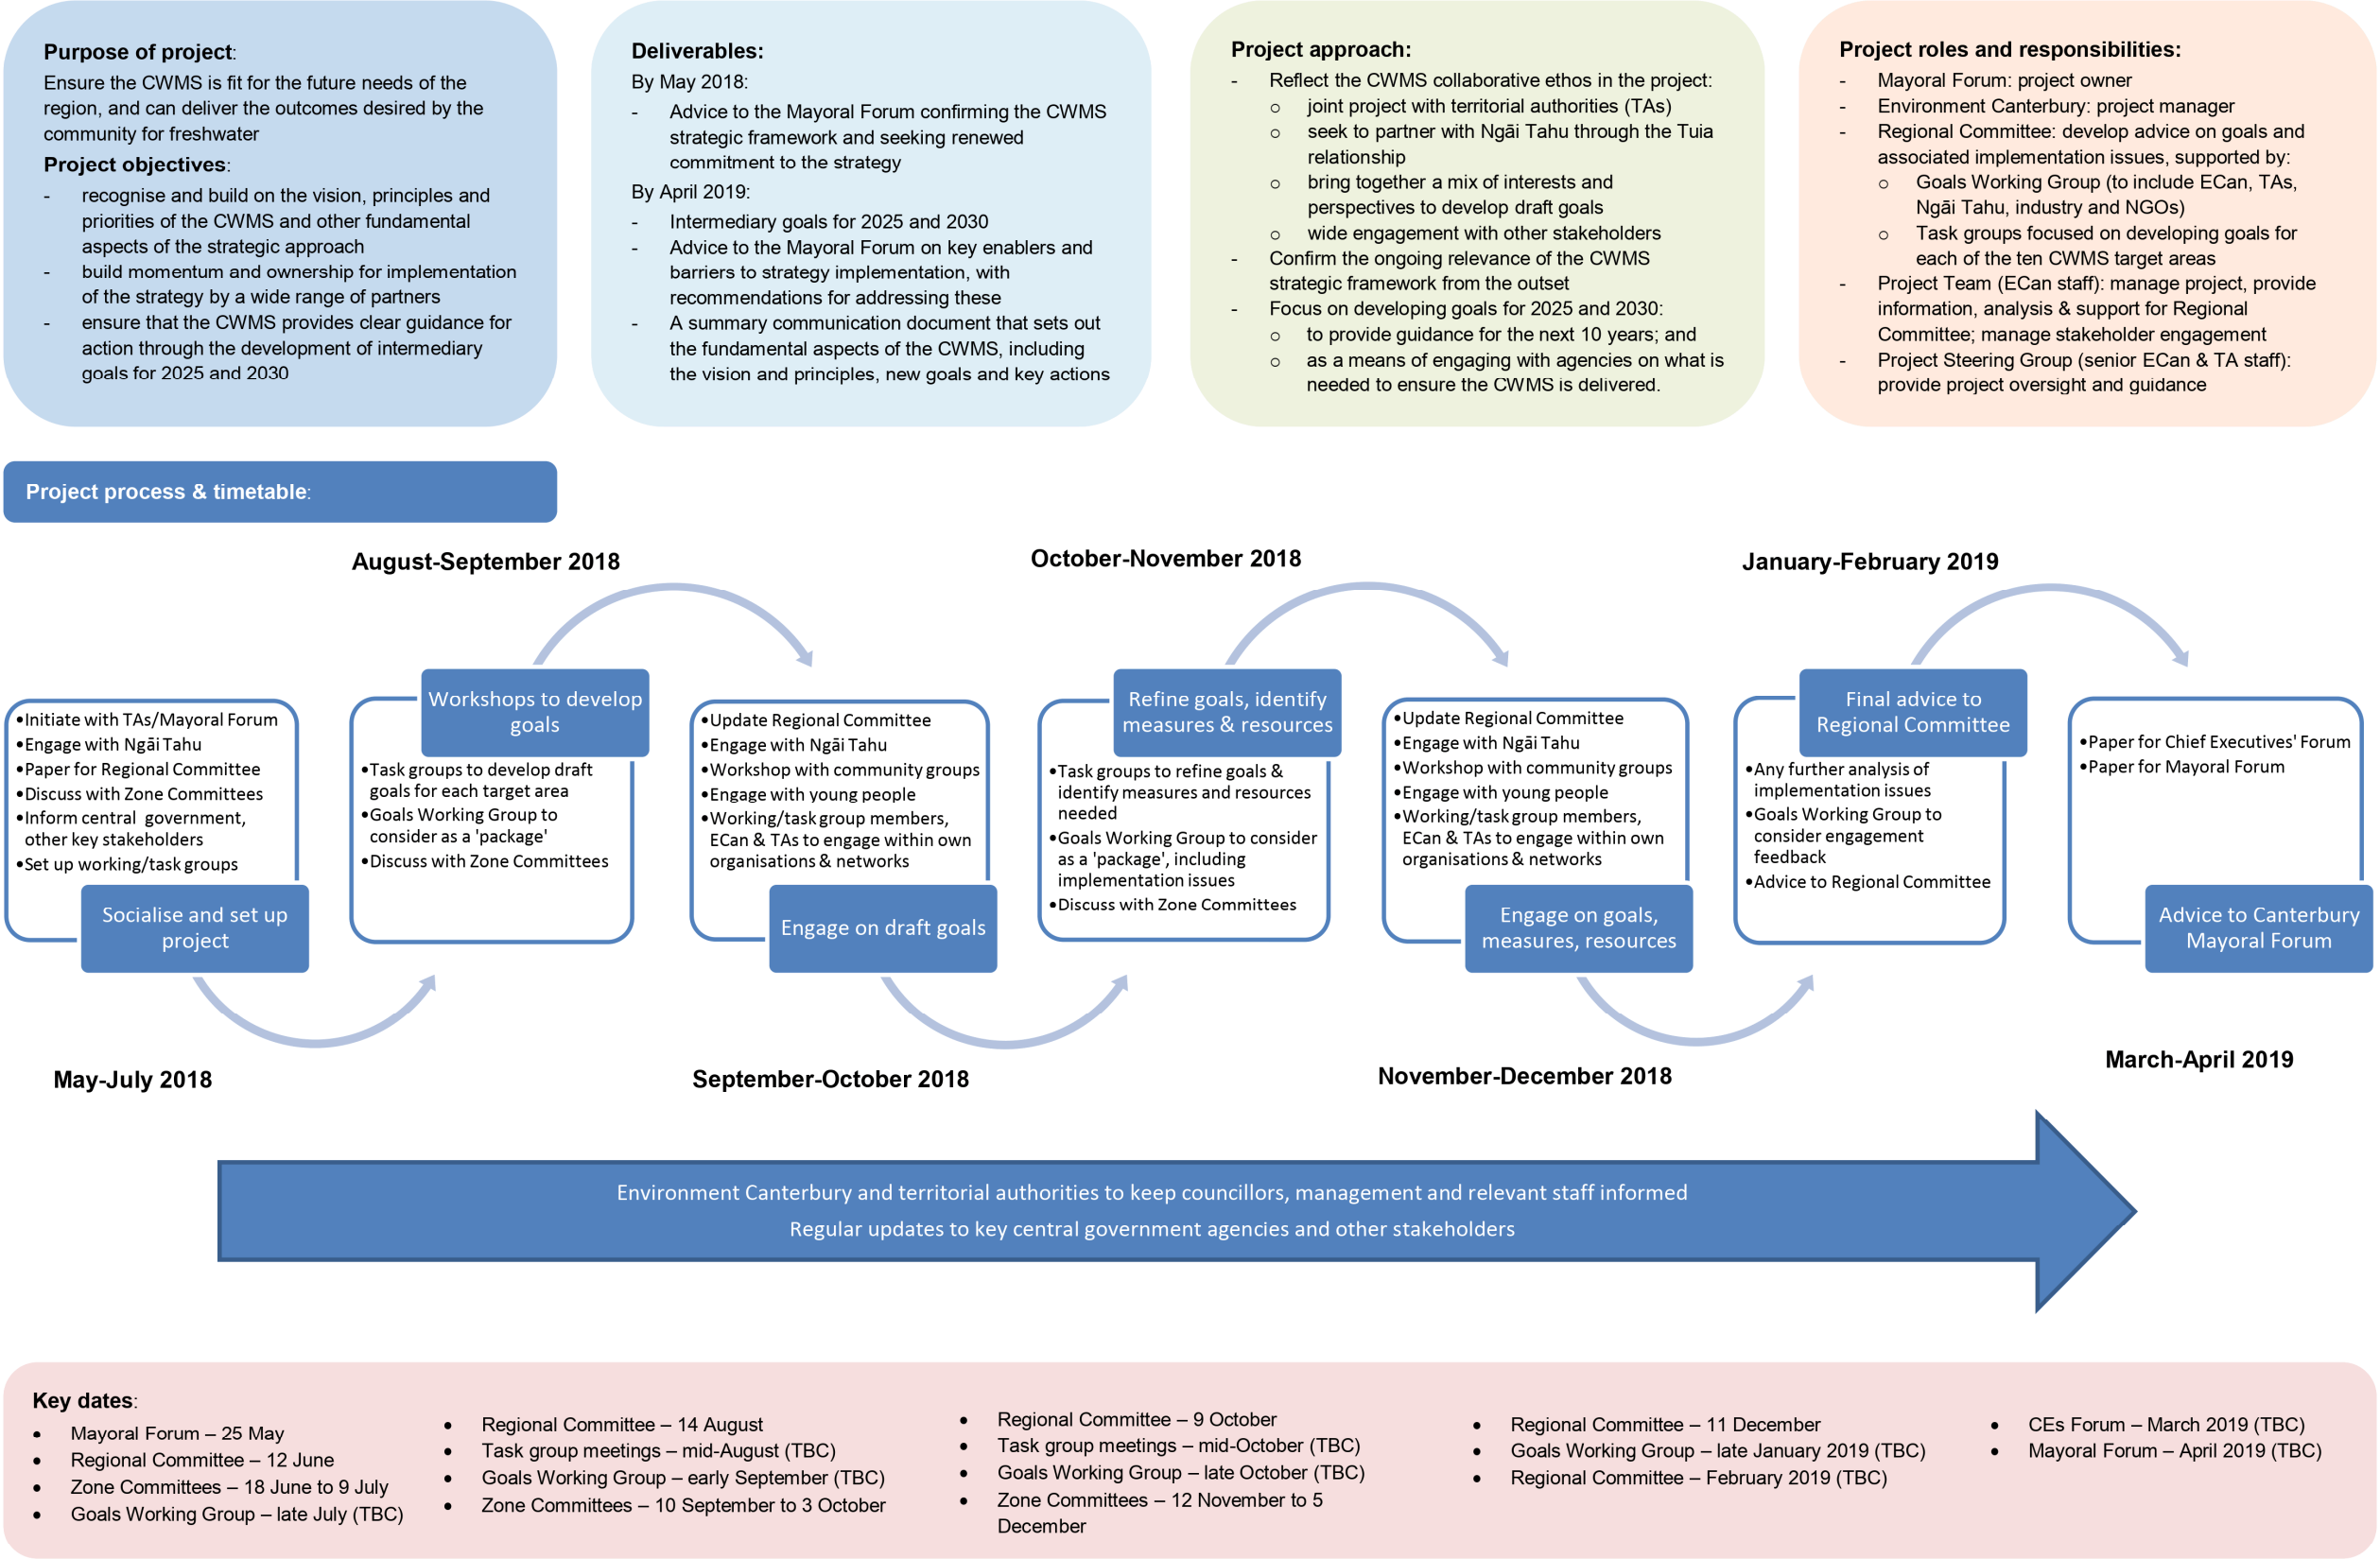 Purpose of project:
Ensure the CWMS is fit for the future needs of the
region, and can deliver the outcomes desired by the
community for freshwater
Project objectives:
- recognise and build on the vision, principles and
priorities of the CWMS and other fundamental
aspects of the strategic approach
- build momentum and ownership for implementation
of the strategy by a wide range of partners
- ensure that the CWMS provides clear guidance for
action through the development of intermediary
goals for 2025 and 2030
Deliverables:
By May 2018:
- Advice to the Mayoral Forum confirming the CWMS
strategic framework and seeking renewed
commitment to the strategy
By April 2019:
- Intermediary goals for 2025 and 2030
- Advice to the Mayoral Forum on key enablers and
barriers to strategy implementation, with
recommendations for addressing these
- A summary communication document that sets out
the fundamental aspects of the CWMS, including
the vision and principles, new goals and key actions
Project approach:
- Reflect the CWMS collaborative ethos in the project:
o joint project with territorial authorities (TAs)
o seek to partner with Ngāi Tahu through the Tuia
relationship
o bring together a mix of interests and
perspectives to develop draft goals
o wide engagement with other stakeholders
- Confirm the ongoing relevance of the CWMS
strategic framework from the outset
- Focus on developing goals for 2025 and 2030:
o to provide guidance for the next 10 years; and
o as a means of engaging with agencies on what is
needed to ensure the CWMS is delivered.
Project roles and responsibilities:
- Mayoral Forum: project owner
- Environment Canterbury: project manager
- Regional Committee: develop advice on goals and
associated implementation issues, supported by:
o Goals Working Group (to include ECan, TAs,
Ngāi Tahu, industry and NGOs)
o Task groups focused on developing goals for
each of the ten CWMS target areas
- Project Team (ECan staff): manage project, provide
information, analysis & support for Regional
Committee; manage stakeholder engagement
- Project Steering Group (senior ECan & TA staff):
provide project oversight and guidance
Project process & timetable:
•Initiate with TAs/Mayoral Forum
•Engage with Ngāi Tahu
•Paper for Regional Committee
•Discuss with Zone Committees
•Inform central government,
other key stakeholders
•Set up working/task groups
Socialise and set up
project
May-July 2018
August-September 2018
Workshops to develop
goals
•Task groups to develop draft
goals for each target area
•Goals Working Group to
consider as a 'package'
•Discuss with Zone Committees
•Update Regional Committee
•Engage with Ngāi Tahu
•Workshop with community groups
•Engage with young people
•Working/task group members,
ECan & TAs to engage within own
organisations & networks
Engage on draft goals
September-October 2018
October-November 2018
Refine goals, identify
measures & resources
•Task groups to refine goals &
identify measures and resources
needed
•Goals Working Group to consider
as a 'package', including
implementation issues
•Discuss with Zone Committees
•Update Regional Committee
•Engage with Ngāi Tahu
•Workshop with community groups
•Engage with young people
•Working/task group members,
ECan & TAs to engage within own
organisations & networks
Engage on goals,
measures, resources
November-December 2018
January-February 2019
Final advice to
Regional Committee
•Any further analysis of
implementation issues
•Goals Working Group to
consider engagement
feedback
•Advice to Regional Committee
•Paper for Chief Executives' Forum
•Paper for Mayoral Forum
Advice to Canterbury
Mayoral Forum
March-April 2019
Environment Canterbury and territorial authorities to keep councillors, management and relevant staff informed
Regular updates to key central government agencies and other stakeholders
Key dates:
• Mayoral Forum – 25 May
• Regional Committee – 12 June
• Zone Committees – 18 June to 9 July
• Goals Working Group – late July (TBC)
• Regional Committee – 14 August
• Task group meetings – mid-August (TBC)
• Goals Working Group – early September (TBC)
• Zone Committees – 10 September to 3 October
• Regional Committee – 9 October
• Task group meetings – mid-October (TBC)
• Goals Working Group – late October (TBC)
• Zone Committees – 12 November to 5
December
• Regional Committee – 11 December
• Goals Working Group – late January 2019 (TBC)
• Regional Committee – February 2019 (TBC)
• CEs Forum – March 2019 (TBC)
• Mayoral Forum – April 2019 (TBC)